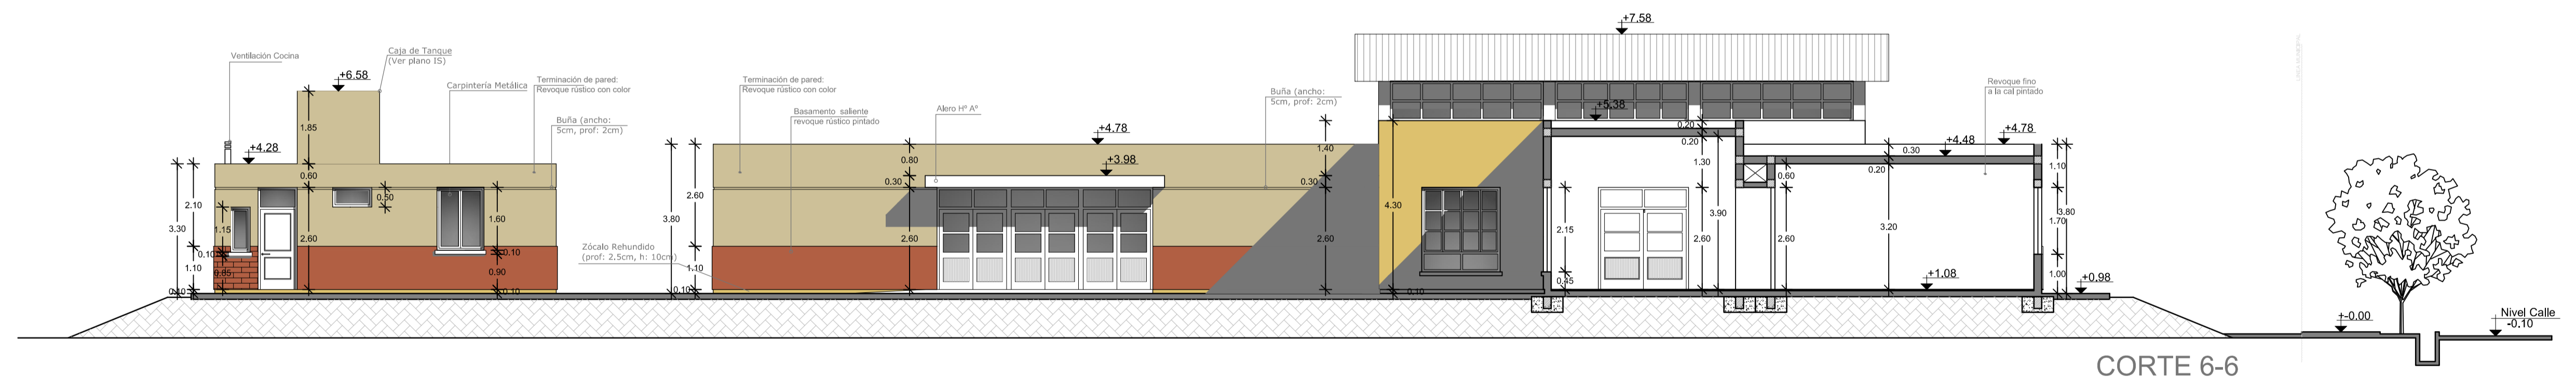 Ventilación Cocina
+6.58
Caja de Tanque
(Ver plano IS)
Carpintería Metálica
Terminación de pared:
Revoque rústico con color
Buña (ancho:
5cm, prof: 2cm)
+4.28
1.85
0.60
0.50
2.10
3.30
1.15
0.10
1.10
0.85
0.10
2.60
1.60
0.10
0.90
0.10
Zócalo Rehundido
(prof: 2.5cm, h: 10cm)
3.80
2.60
1.10
0.10
Terminación de pared:
Revoque rústico con color
Basamento saliente
revoque rústico pintado
Alero Hº Aº
+4.78
+3.98
0.80
0.30
2.60
Buña (ancho:
5cm, prof: 2cm)
1.40
0.30
2.60
+7.58
+5.38
4.30
0.10
0.20
0.20
1.30
3.90
2.60
2.15
0.45
0.60
2.60
0.30
0.20
3.20
+4.48
+4.78
Revoque fino
a la cal pintado
1.10
3.80
1.70
1.00
+1.08
+0.98
+-0.00
Nivel Calle
-0.10
CORTE 6-6